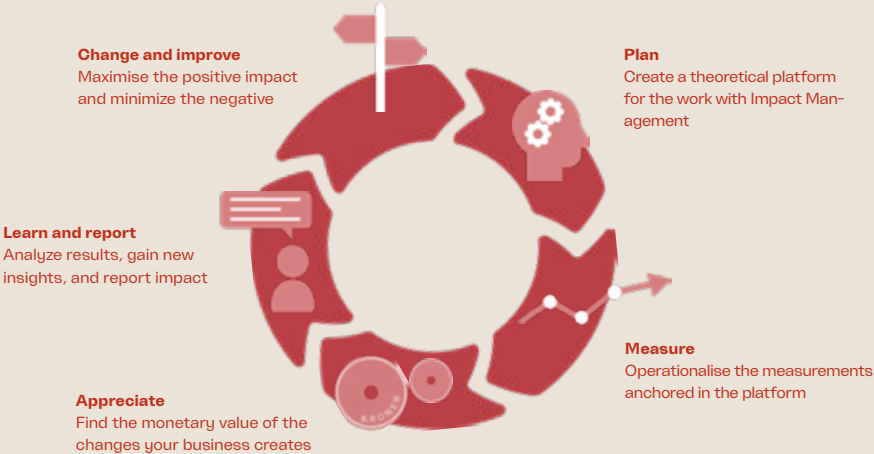 Change and improve
Maximise the positive impact
and minimize the negative
Plan
Create a theoretical platform
for the work with Impact Man-
agement
Learn and report
Analyze results, gain new
insights, and report impact
Measure
Operationalise the measurements
anchored in the platform
Appreciate
Find the monetary value of the
changes your business creates
KRONER